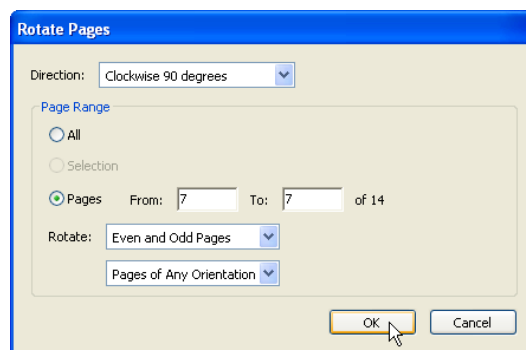 Rotate Pages
Direction: Clockwise 90 degrees
Page Range
All
Selection
Pages From: 7 To: 7 of 14
Rotate: Even and Odd Pages
Pages of Any Orientation
OK Cancel